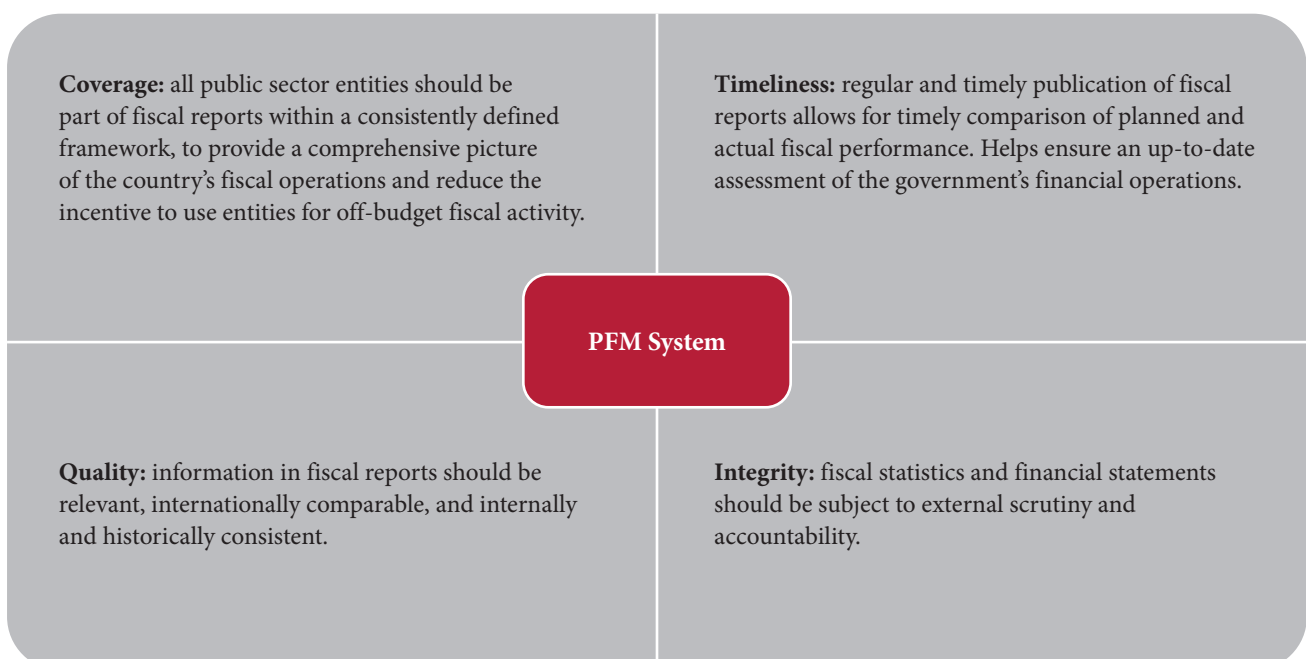 Coverage: all public sector entities should be
part of fiscal reports within a consistently defined
framework, to provide a comprehensive picture
of the country’s fiscal operations and reduce the
incentive to use entities for off-budget fiscal activity.
Timeliness: regular and timely publication of fiscal
reports allows for timely comparison of planned and
actual fiscal performance. Helps ensure an up-to-date
assessment of the government’s financial operations.
PFM System
Quality: information in fiscal reports should be
relevant, internationally comparable, and internally
and historically consistent.
Integrity: fiscal statistics and financial statements
should be subject to external scrutiny and
accountability.